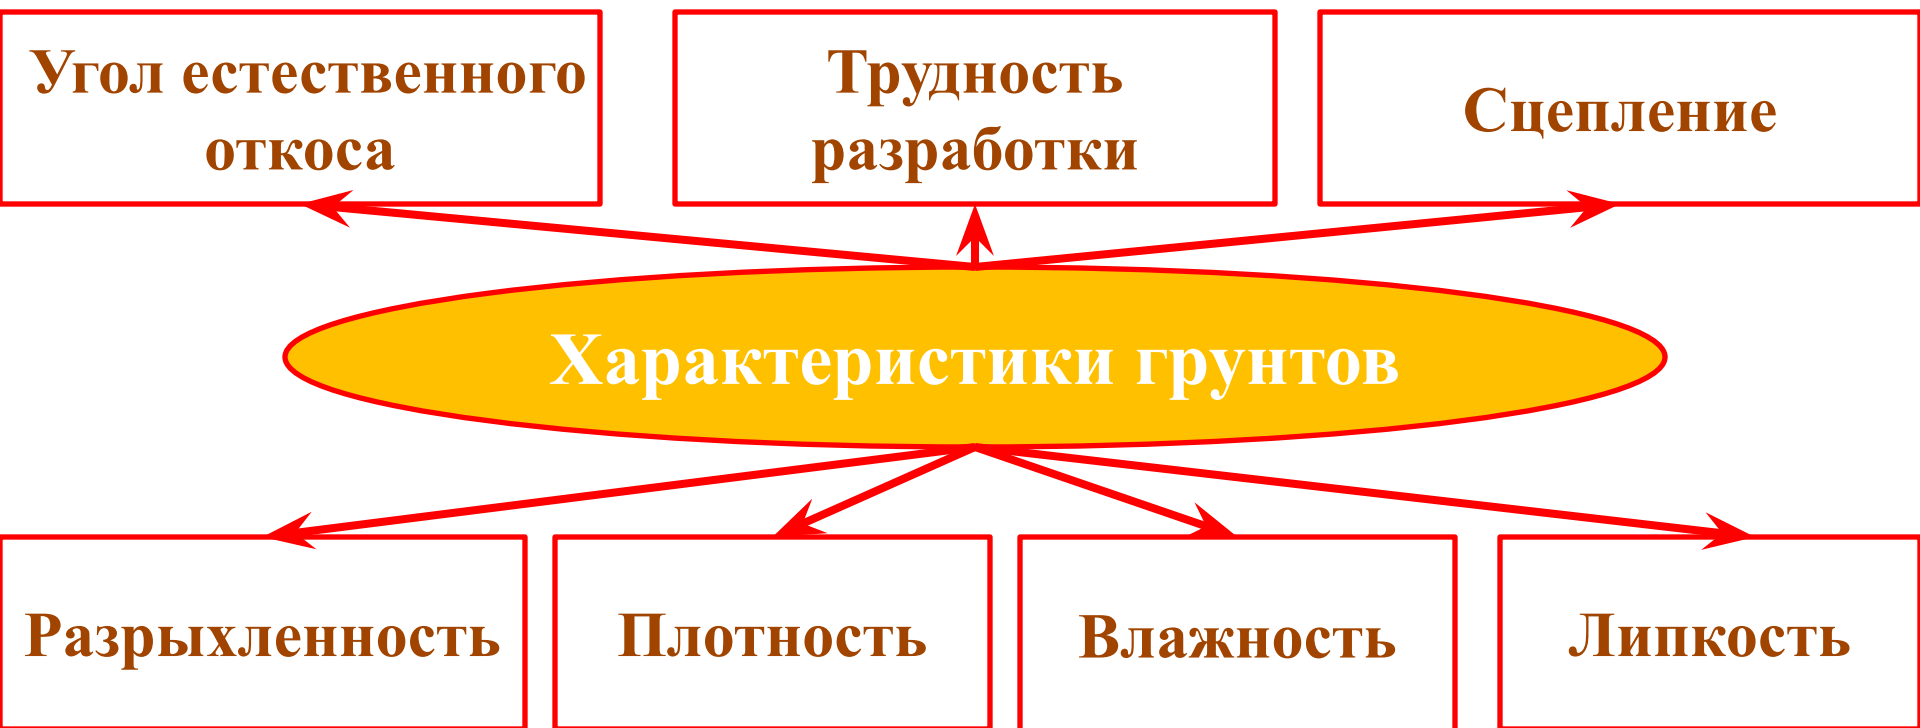 Угол естественного
откоса
Трудность
разработки
Сцепление
Характеристики грунтов
Разрыхленность
Плотность
Влажность
Липкость